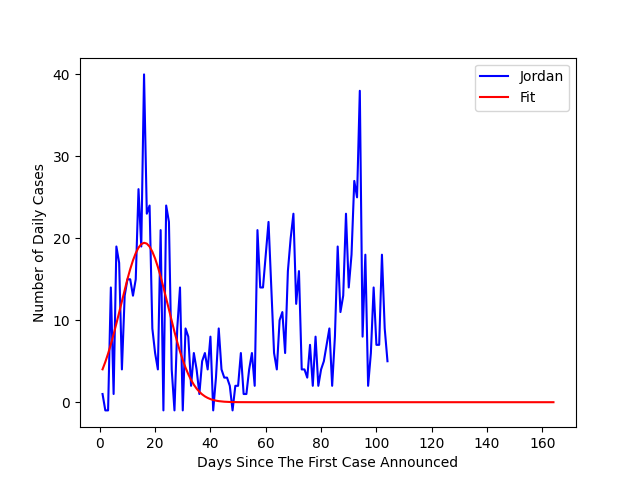 Jordan
Fit
40
30
20
10
0
Number of Daily Cases
0 20 40 60 80 100 120 140 160
Days Since The First Case Announced